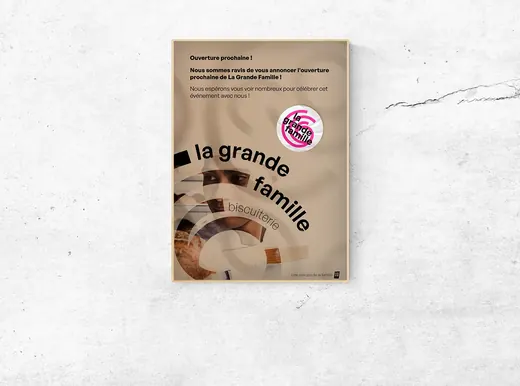 Ouverture prochaine !
Nous sommes ravis de vous annoncer l'ouverture
prochaine de La Grande Famille !
Nous espérons vous voir nombreux pour célébrer cet
événement avec nous !
la
grande
famille
la grande
famille
biscuiterie